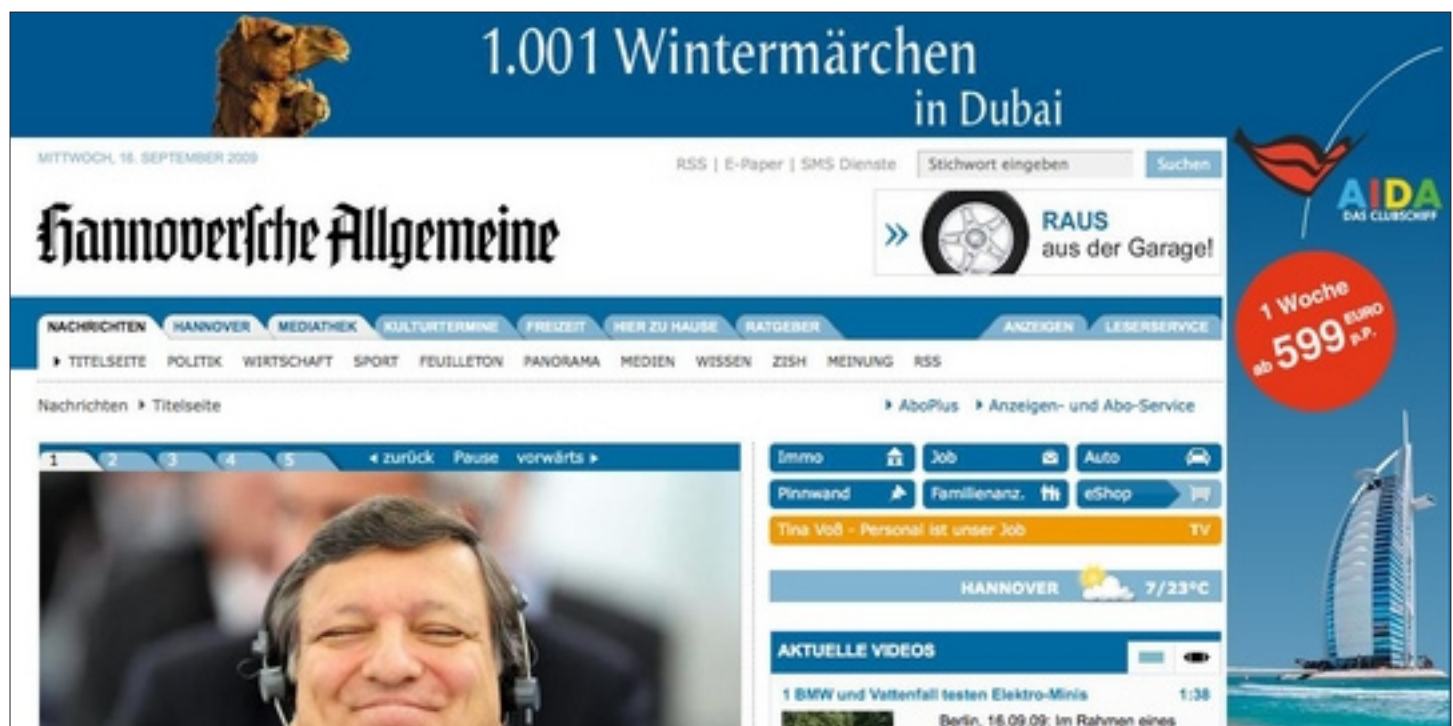 1.001 Wintermärchen
in Dubai
MITTWOCH, 16. SEPTEMBER 2009
RSS | E-Paper | SMS Dienste
Stichwort eingeben
Suchen
Hannoverſche Allgemeine
RAUS
aus der Garage!
AIDA
DAS CLUBSCHIFF
1 Woche
ab 599 EURO p.P.
NACHRICHTEN HANNOVER MEDIATHEK KULTURTERMINE FREIZEIT HIER ZU HAUSE RATGEBER ANZEIGEN LESERSERVICE
TITELSEITE POLITIK WIRTSCHAFT SPORT FEUILLETON PANORAMA MEDIEN WISSEN ZISH MEINUNG RSS
Nachrichten Titelseite
AboPlus Anzeigen- und Abo-Service
1 2 3 4 5 zurück Pause vorwärts
Immo Job Auto
Pinnwand Familienanz. eShop
Tina Voß - Personal ist unser Job TV
HANNOVER 7/23°C
AKTUELLE VIDEOS
1 BMW und Vattenfall testen Elektro-Minis 1:38
Berlin, 16.09.09: Im Rahmen eines